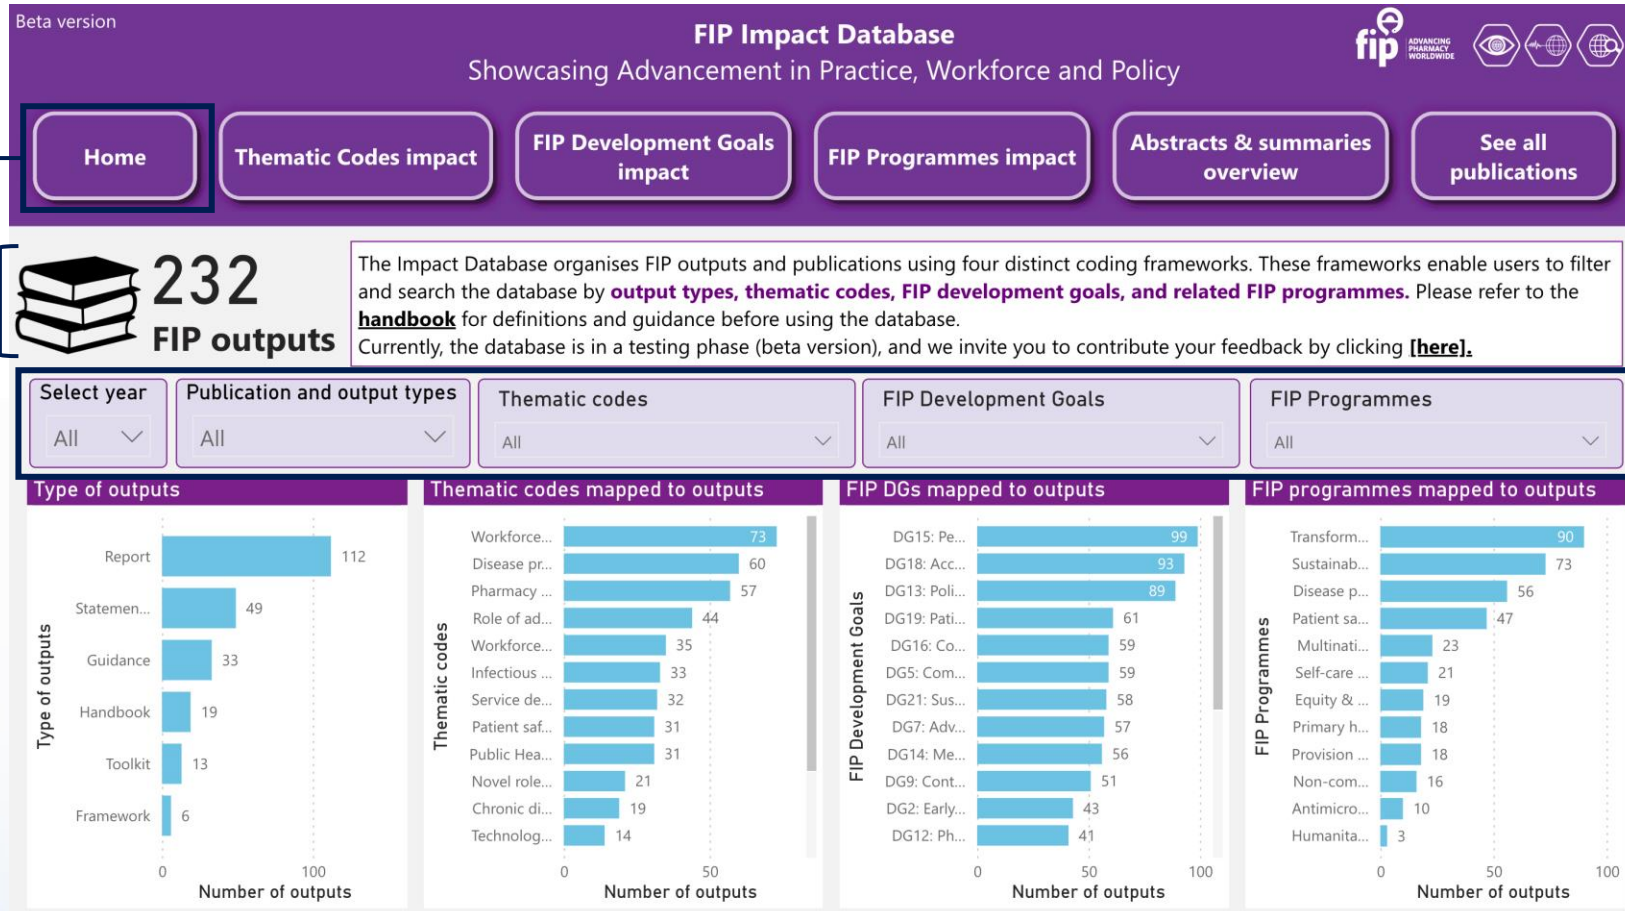 Beta version
FIP Impact Database
Showcasing Advancement in Practice, Workforce and Policy
fip
ADVANCING
PHARMACY
WORLDWIDE
Home
Thematic Codes impact
FIP Development Goals
impact
FIP Programmes impact
Abstracts & summaries
overview
See all
publications
232
FIP outputs
The Impact Database organises FIP outputs and publications using four distinct coding frameworks. These frameworks enable users to filter
and search the database by output types, thematic codes, FIP development goals, and related FIP programmes. Please refer to the
handbook for definitions and guidance before using the database.
Currently, the database is in a testing phase (beta version), and we invite you to contribute your feedback by clicking [here].
Select year
All
Publication and output types
All
Thematic codes
All
FIP Development Goals
All
FIP Programmes
All
Type of outputs
Type of outputs
Report 112
Statemen... 49
Guidance 33
Handbook 19
Toolkit 13
Framework 6
0 100
Number of outputs
Thematic codes mapped to outputs
Thematic codes
Workforce... 73
Disease pr... 60
Pharmacy ... 57
Role of ad... 44
Workforce... 35
Infectious ... 33
Service de... 32
Patient saf... 31
Public Hea... 31
Novel role... 21
Chronic di... 19
Technolog... 14
0 50
Number of outputs
FIP DGs mapped to outputs
FIP Development Goals
DG15: Pe... 99
DG18: Acc... 93
DG13: Poli... 89
DG19: Pati... 61
DG16: Co... 59
DG5: Com... 59
DG21: Sus... 58
DG7: Adv... 57
DG14: Me... 56
DG9: Cont... 51
DG2: Early... 43
DG12: Ph... 41
0 50 100
Number of outputs
FIP programmes mapped to outputs
FIP Programmes
Transform... 90
Sustainab... 73
Disease p... 56
Patient sa... 47
Multinati... 23
Self-care ... 21
Equity & ... 19
Primary h... 18
Provision ... 18
Non-com... 16
Antimicro... 10
Humanita... 3
0 50 100
Number of outputs